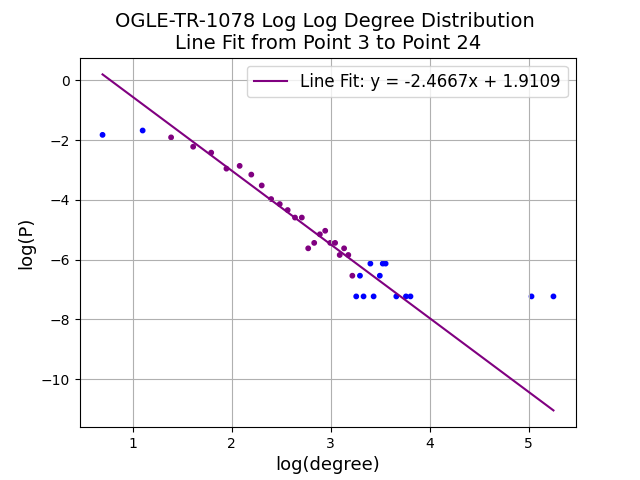 OGLE-TR-1078 Log Log Degree Distribution
Line Fit from Point 3 to Point 24
Line Fit: y = -2.4667x + 1.9109
log(P)
0
−2
−4
−6
−8
−10
1 2 3 4 5
log(degree)